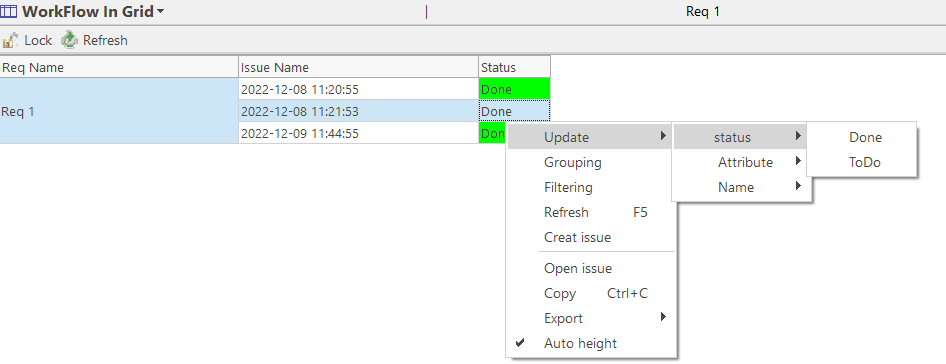 WorkFlow In Grid
Req 1
Lock Refresh
Req Name Issue Name Status
2022-12-08 11:20:55 Done
Req 1 2022-12-08 11:21:53 Done
2022-12-09 11:44:55 Don
Update status Done
Grouping Attribute ToDo
Filtering Name
Refresh F5
Creat issue
Open issue
Copy Ctrl+C
Export
Auto height